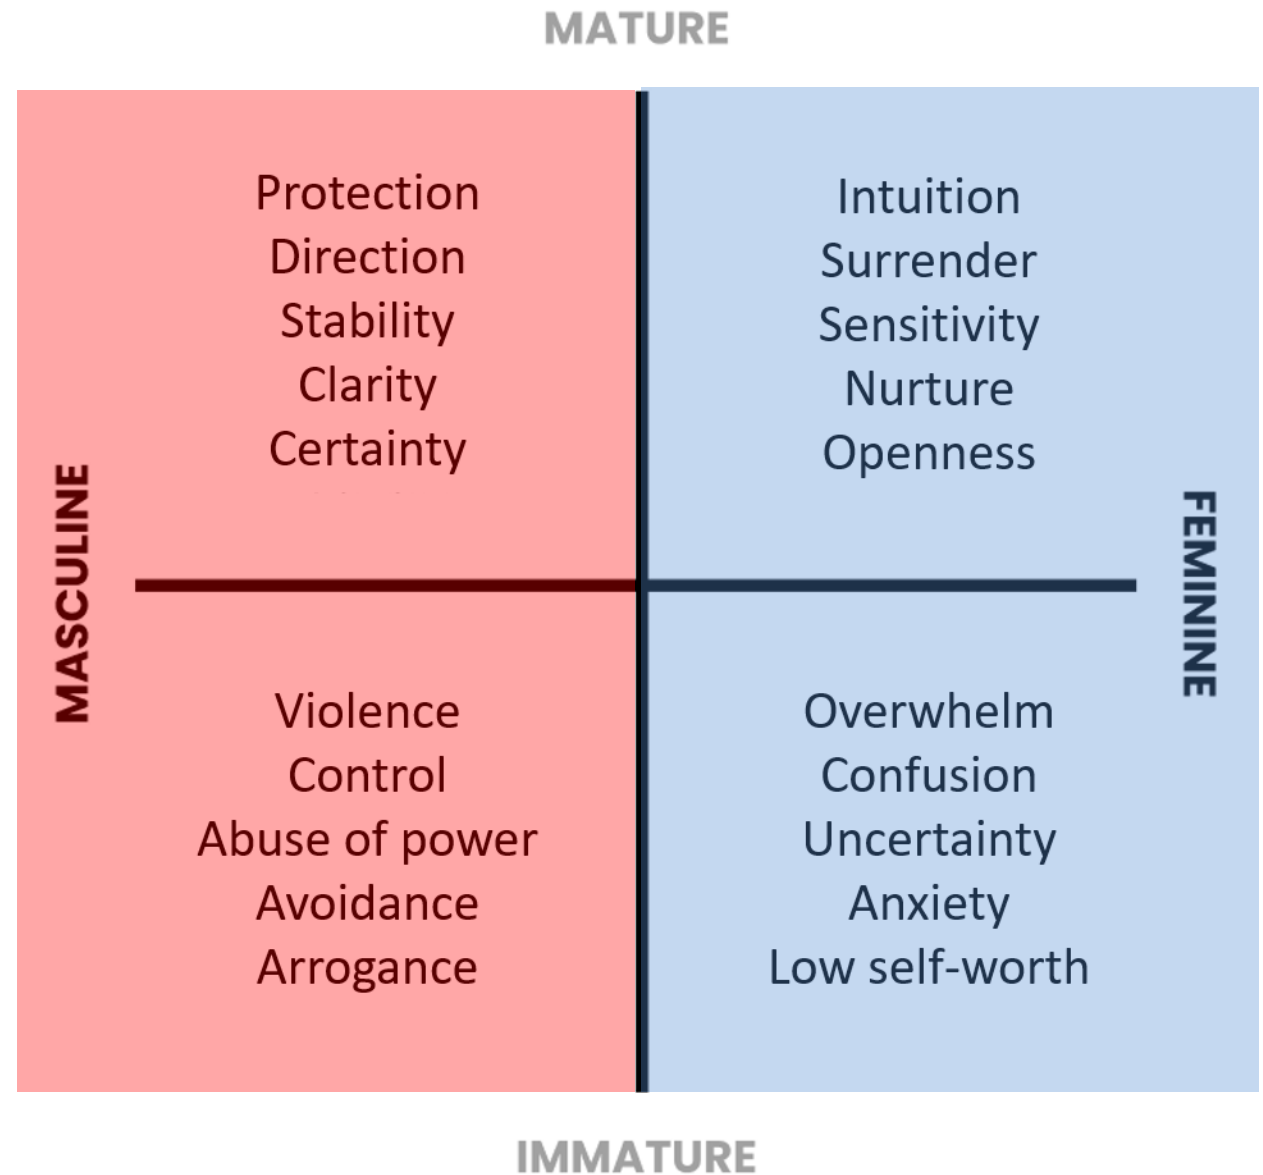 MATURE
Protection
Direction
Stability
Clarity
Certainty
Intuition
Surrender
Sensitivity
Nurture
Openness
MASCULINE
FEMININE
Violence
Control
Abuse of power
Avoidance
Arrogance
Overwhelm
Confusion
Uncertainty
Anxiety
Low self-worth
IMMATURE